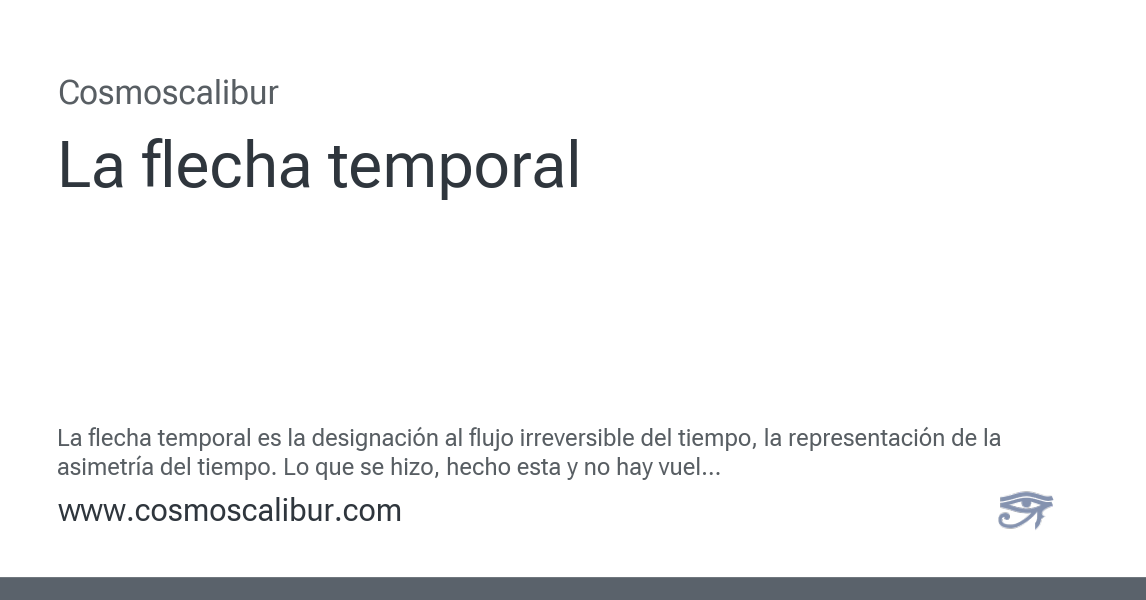 Cosmoscalibur
La flecha temporal
La flecha temporal es la designación al flujo irreversible del tiempo, la representación de la
asimetría del tiempo. Lo que se hizo, hecho esta y no hay vuel...
www.cosmoscalibur.com